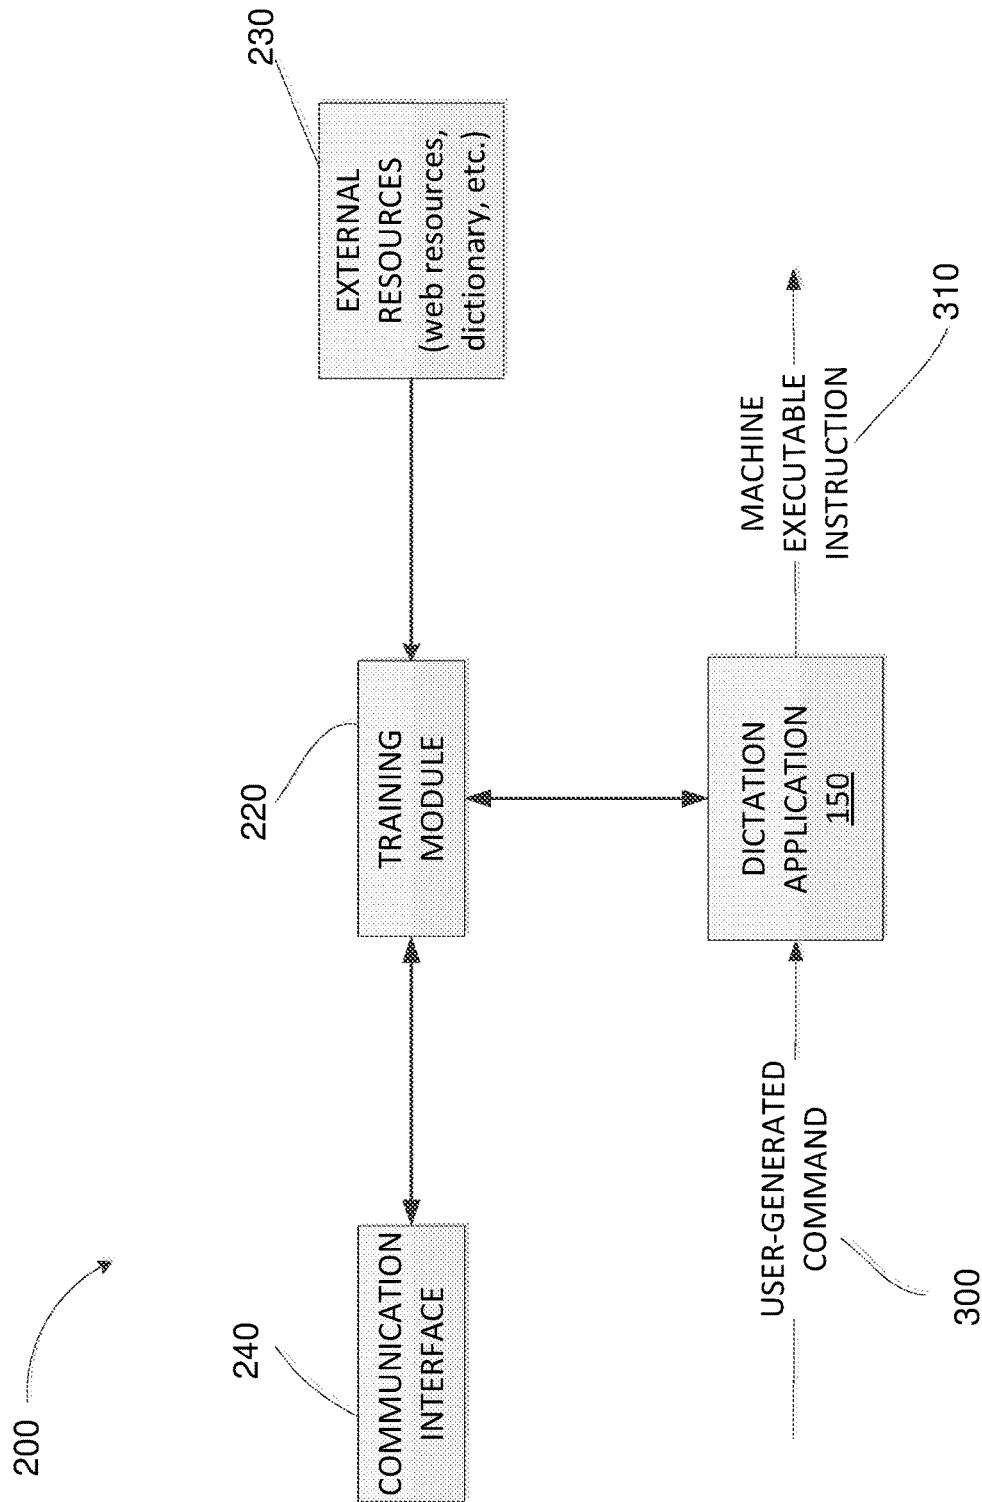 200
240
COMMUNICATION
INTERFACE
220
TRAINING
MODULE
230
EXTERNAL
RESOURCES
(web resources,
dictionary, etc.)
USER-GENERATED
COMMAND
300
DICTATION
APPLICATION
150
MACHINE
EXECUTABLE
INSTRUCTION
310